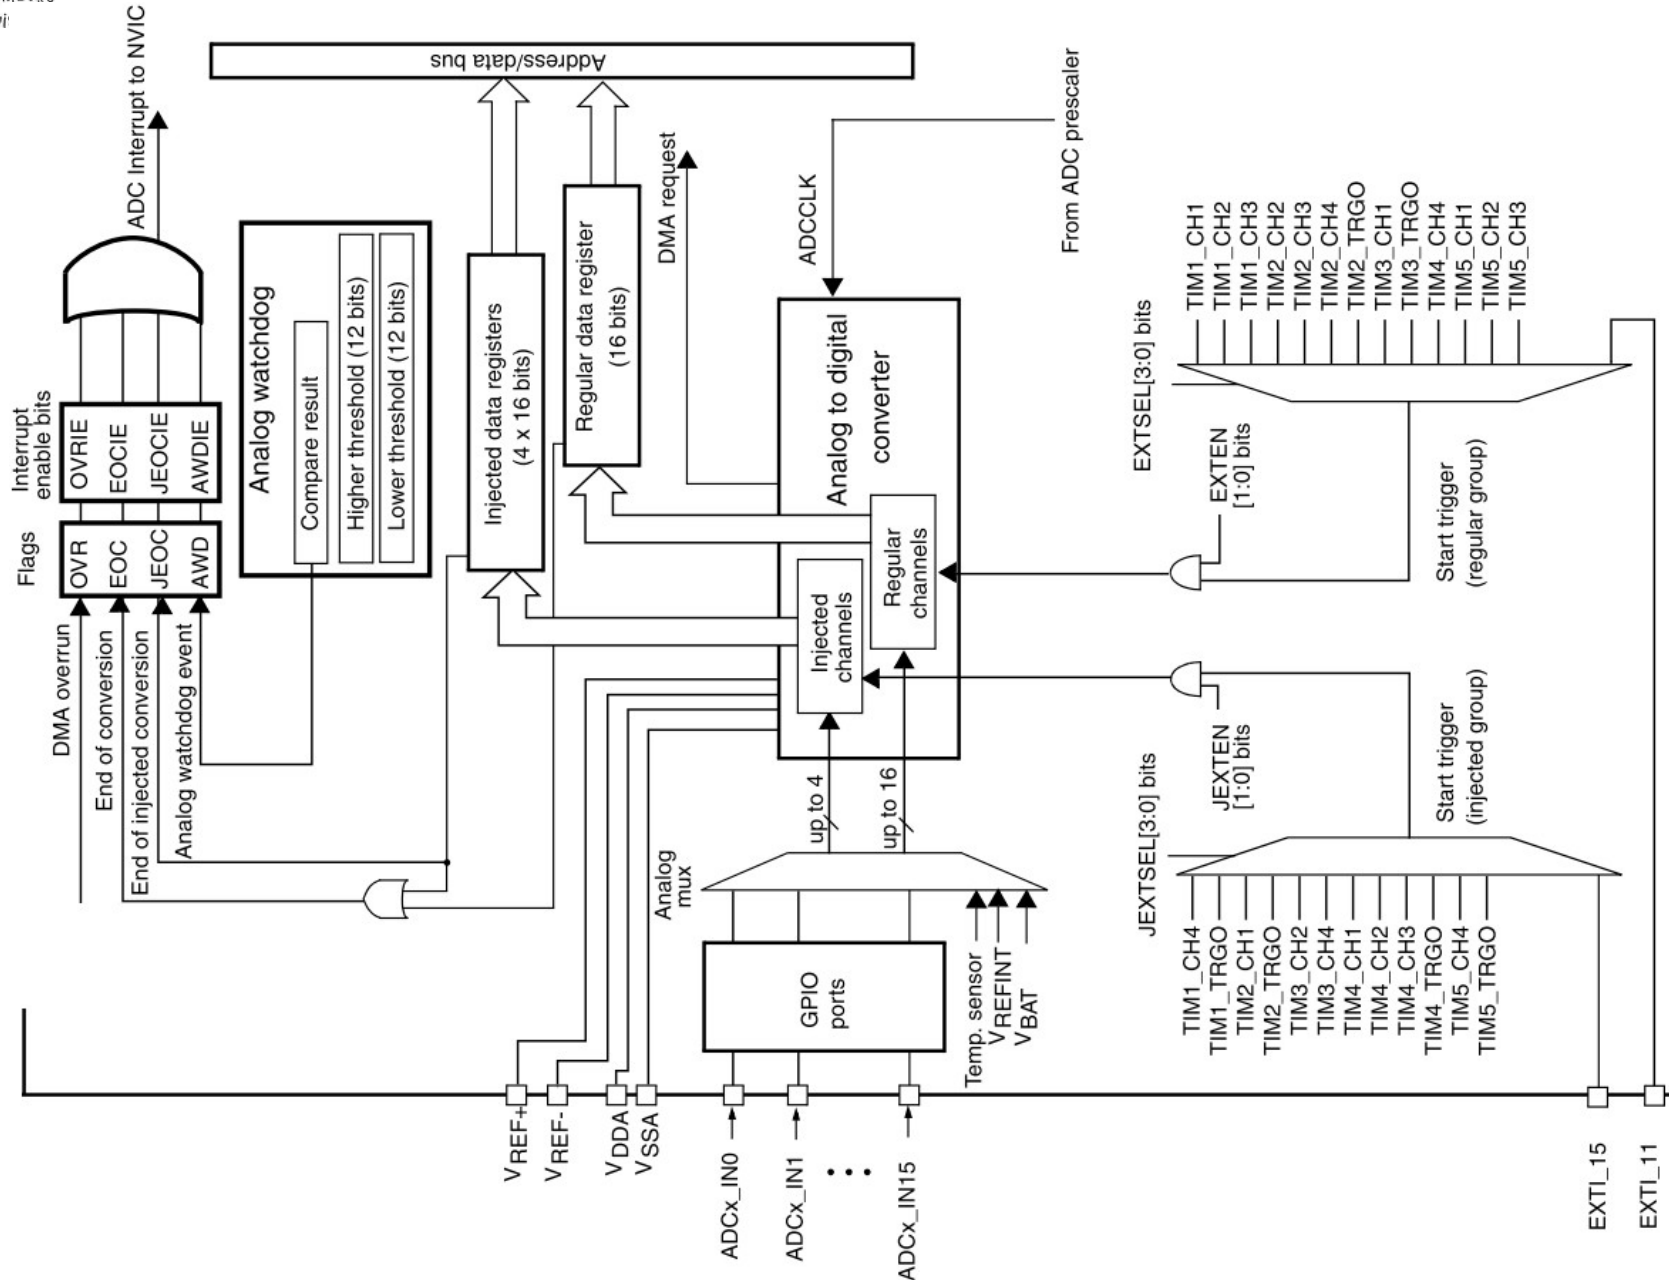 Interrupt
enable bits
Flags
OVR
EOC
JEOC
AWD
OVRIE
EOCIE
JEOCIE
AWDIE
ADC Interrupt to NVIC
DMA overrun
End of conversion
End of injected conversion
Analog watchdog event
Analog watchdog
Compare result
Higher threshold (12 bits)
Lower threshold (12 bits)
Address/data bus
Injected data registers
(4 x 16 bits)
Regular data register
(16 bits)
DMA request
VREF+
VREF-
VDDA
VSSA
Analog
mux
ADCx_IN0
ADCx_IN1
ADCx_IN15
GPIO
ports
Temp. sensor
VREFINT
VBAT
up to 4
up to 16
Injected
channels
Regular
channels
Analog to digital
converter
ADCCLK
From ADC prescaler
JEXTSEL[3:0] bits
TIM1_CH4
TIM1_TRGO
TIM2_CH1
TIM2_TRGO
TIM3_CH2
TIM3_CH4
TIM4_CH1
TIM4_CH2
TIM4_CH3
TIM4_TRGO
TIM5_CH4
TIM5_TRGO
JEXTEN
[1:0] bits
Start trigger
(injected group)
EXTSEL[3:0] bits
TIM1_CH1
TIM1_CH2
TIM1_CH3
TIM2_CH2
TIM2_CH3
TIM2_CH4
TIM2_TRGO
TIM3_CH1
TIM3_TRGO
TIM4_CH4
TIM5_CH1
TIM5_CH2
TIM5_CH3
EXTEN
[1:0] bits
Start trigger
(regular group)
EXTI_15
EXTI_11